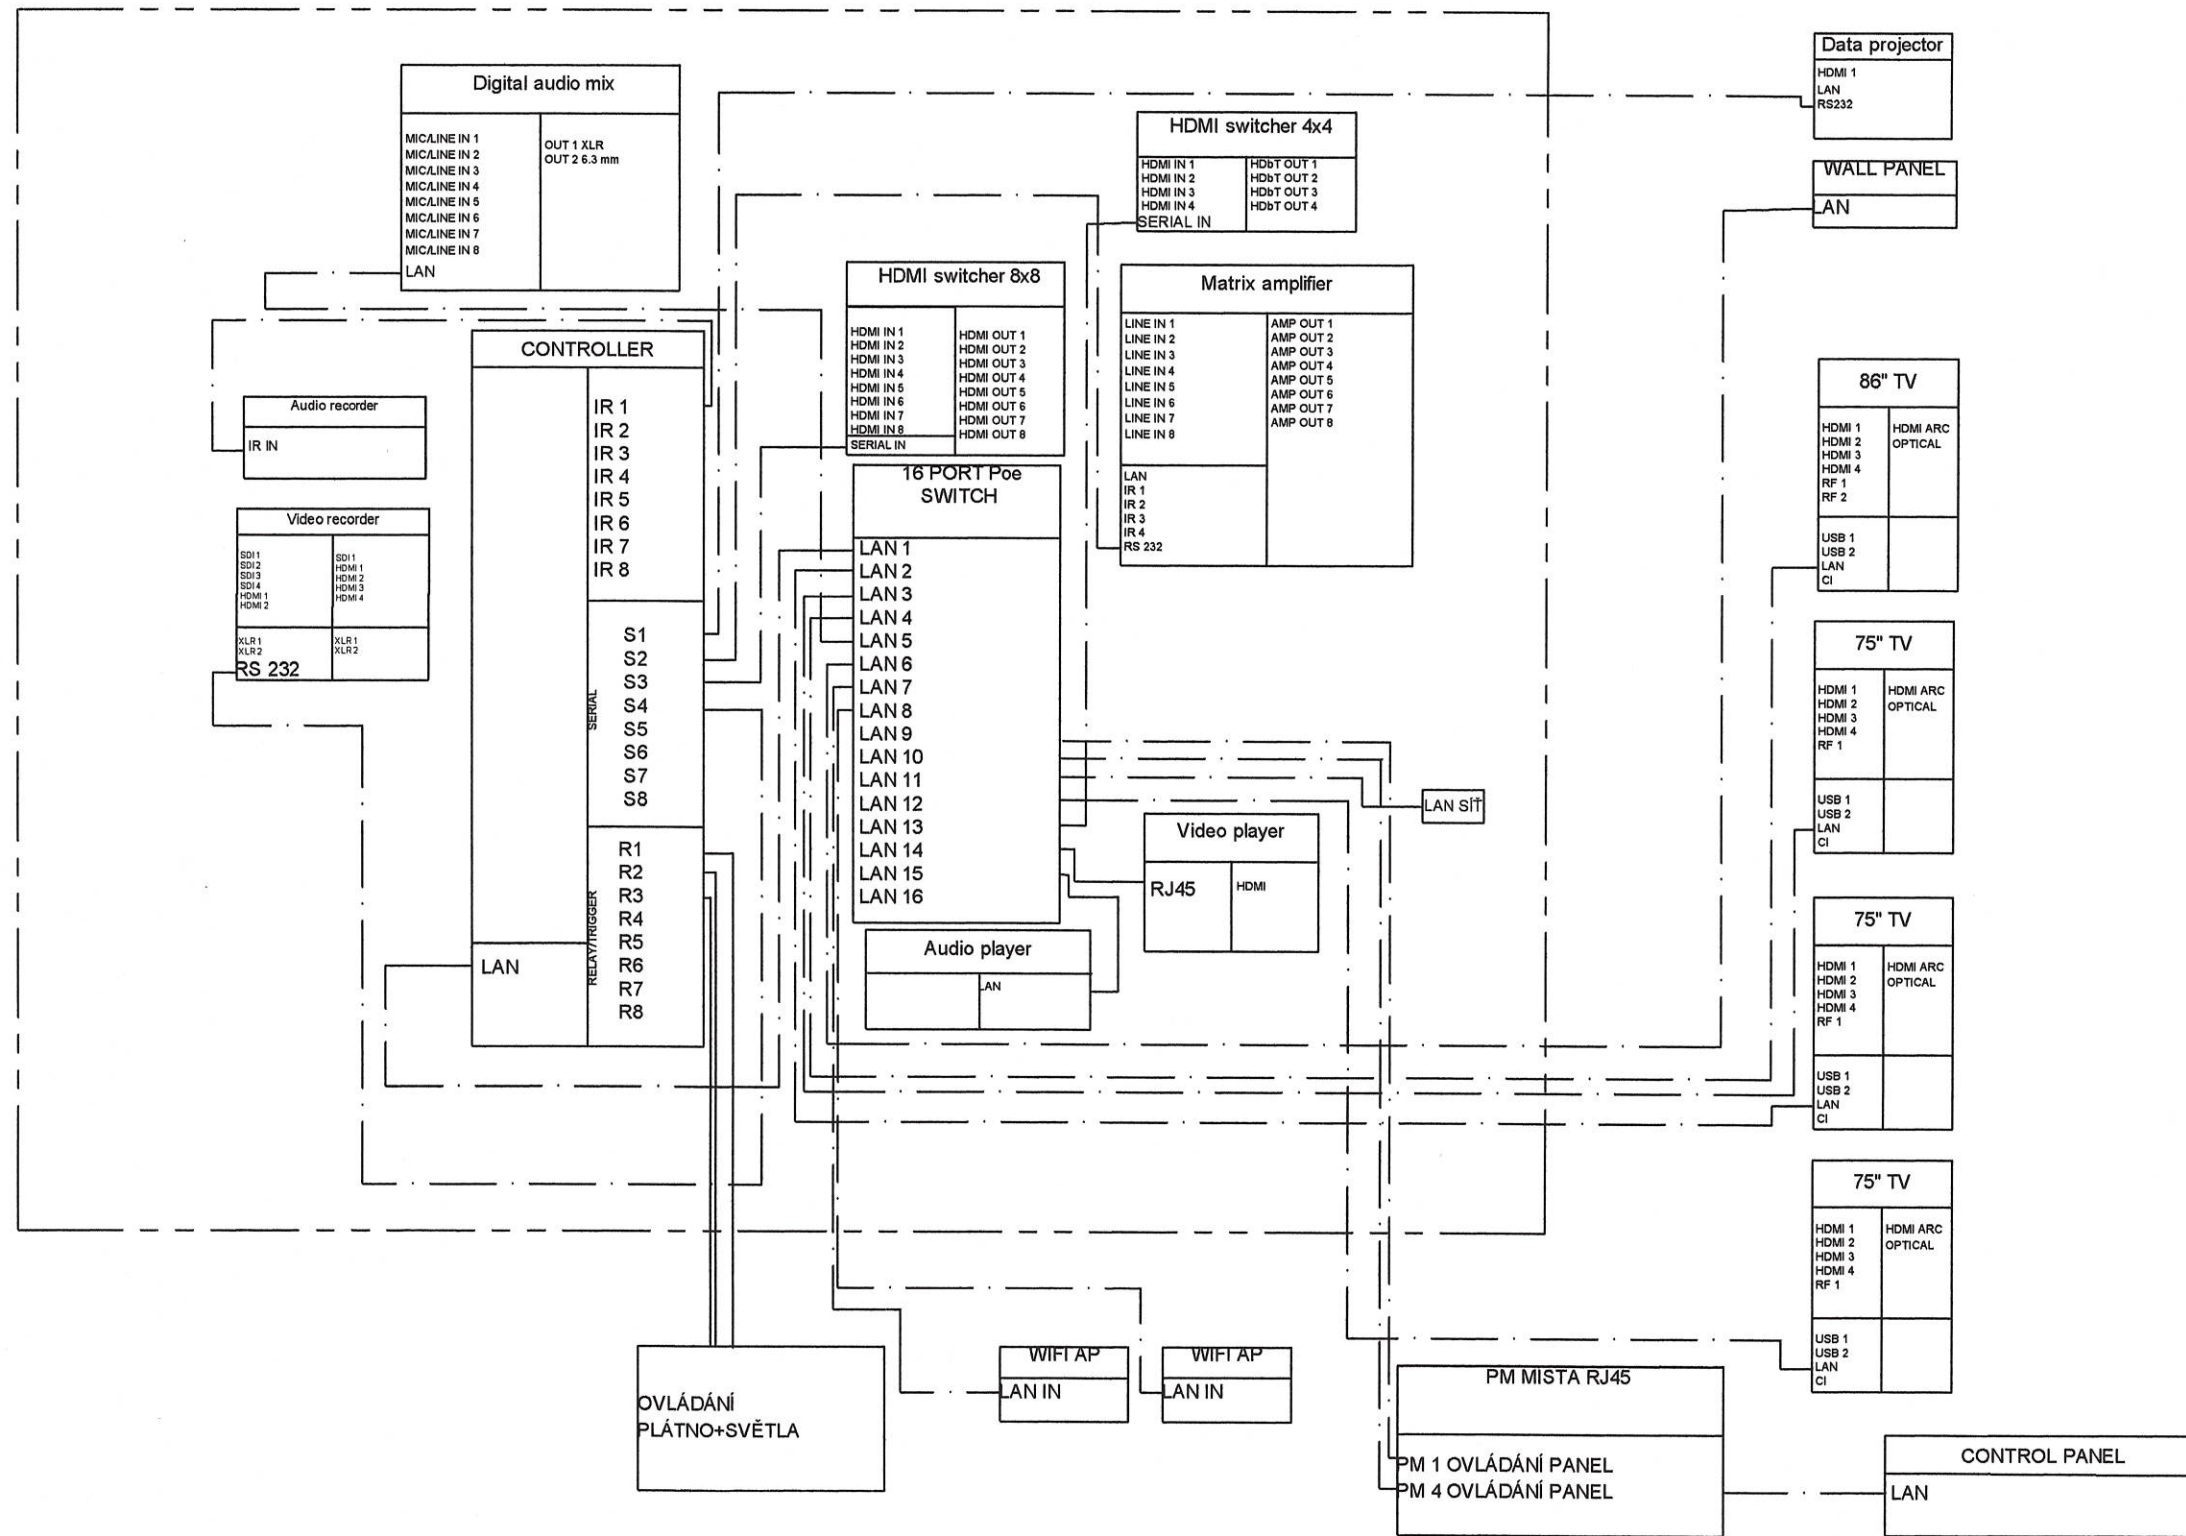 Digital audio mix
MIC/LINE IN 1
MIC/LINE IN 2
MIC/LINE IN 3
MIC/LINE IN 4
MIC/LINE IN 5
MIC/LINE IN 6
MIC/LINE IN 7
MIC/LINE IN 8
LAN
OUT 1 XLR
OUT 2 6.3 mm
HDMI switcher 4x4
HDMI IN 1
HDMI IN 2
HDMI IN 3
HDMI IN 4
SERIAL IN
HDbT OUT 1
HDbT OUT 2
HDbT OUT 3
HDbT OUT 4
Data projector
HDMI 1
LAN
RS232
WALL PANEL
LAN
HDMI switcher 8x8
HDMI IN 1
HDMI IN 2
HDMI IN 3
HDMI IN 4
HDMI IN 5
HDMI IN 6
HDMI IN 7
HDMI IN 8
SERIAL IN
HDMI OUT 1
HDMI OUT 2
HDMI OUT 3
HDMI OUT 4
HDMI OUT 5
HDMI OUT 6
HDMI OUT 7
HDMI OUT 8
Matrix amplifier
LINE IN 1
LINE IN 2
LINE IN 3
LINE IN 4
LINE IN 5
LINE IN 6
LINE IN 7
LINE IN 8
LAN
IR 1
IR 2
IR 3
IR 4
RS 232
AMP OUT 1
AMP OUT 2
AMP OUT 3
AMP OUT 4
AMP OUT 5
AMP OUT 6
AMP OUT 7
AMP OUT 8
CONTROLLER
IR 1
IR 2
IR 3
IR 4
IR 5
IR 6
IR 7
IR 8
SERIAL
S1
S2
S3
S4
S5
S6
S7
S8
RELAY/TRIGGER
R1
R2
R3
R4
R5
R6
R7
R8
LAN
Audio recorder
IR IN
Video recorder
SDI 1
SDI 2
SDI 3
SDI 4
HDMI 1
HDMI 2
SDI 1
HDMI 1
HDMI 2
HDMI 3
HDMI 4
XLR 1
XLR 2
RS 232
XLR 1
XLR 2
16 PORT Poe
SWITCH
LAN 1
LAN 2
LAN 3
LAN 4
LAN 5
LAN 6
LAN 7
LAN 8
LAN 9
LAN 10
LAN 11
LAN 12
LAN 13
LAN 14
LAN 15
LAN 16
LAN SÍŤ
Video player
RJ45
HDMI
Audio player
LAN
86" TV
HDMI 1
HDMI 2
HDMI 3
HDMI 4
RF 1
RF 2
HDMI ARC
OPTICAL
USB 1
USB 2
LAN
CI
75" TV
HDMI 1
HDMI 2
HDMI 3
HDMI 4
RF 1
HDMI ARC
OPTICAL
USB 1
USB 2
LAN
CI
75" TV
HDMI 1
HDMI 2
HDMI 3
HDMI 4
RF 1
HDMI ARC
OPTICAL
USB 1
USB 2
LAN
CI
75" TV
HDMI 1
HDMI 2
HDMI 3
HDMI 4
RF 1
HDMI ARC
OPTICAL
USB 1
USB 2
LAN
CI
OVLÁDÁNÍ
PLÁTNO+SVĚTLA
WIFI AP
LAN IN
WIFI AP
LAN IN
PM MISTA RJ45
PM 1 OVLÁDÁNÍ PANEL
PM 4 OVLÁDÁNÍ PANEL
CONTROL PANEL
LAN